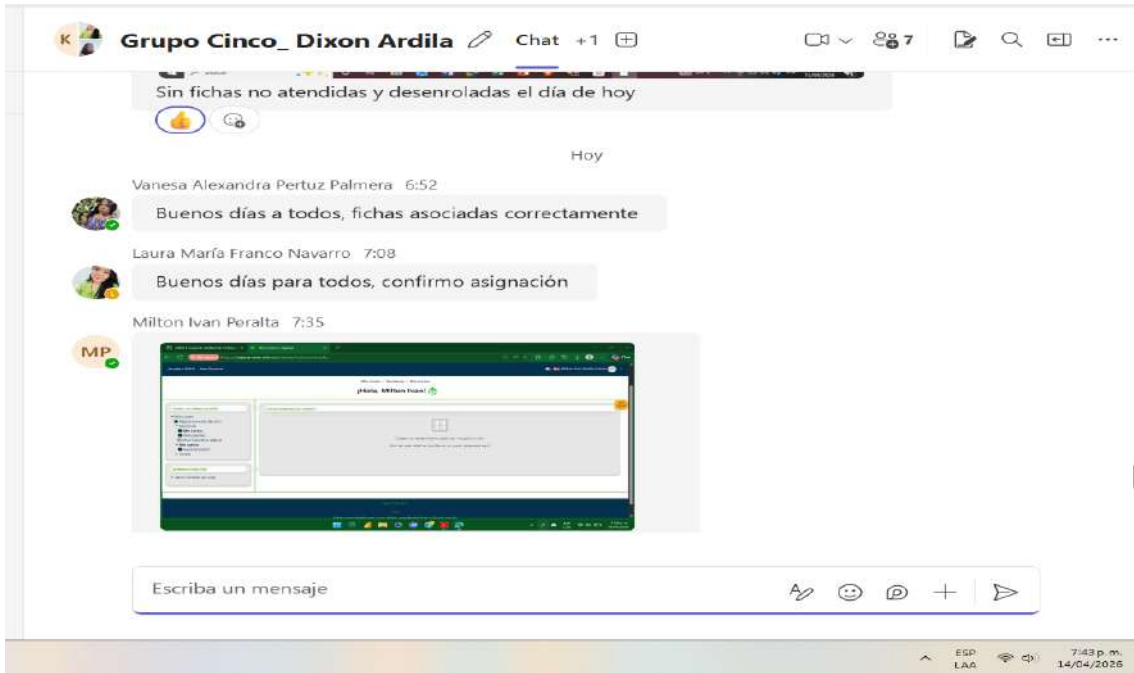 K
Grupo Cinco_ Dixon Ardila Chat +1 7
Sin fichas no atendidas y desenroladas el día de hoy
Hoy
Vanesa Alexandra Pertuz Palmera 6:52
Buenos días a todos, fichas asociadas correctamente
Laura María Franco Navarro 7:08
Buenos días para todos, confirmo asignación
Milton Ivan Peralta 7:35
MP
¡Hola, Milton Ivan!
Escriba un mensaje
ESP 7:43 p. m.
LAA 14/04/2026